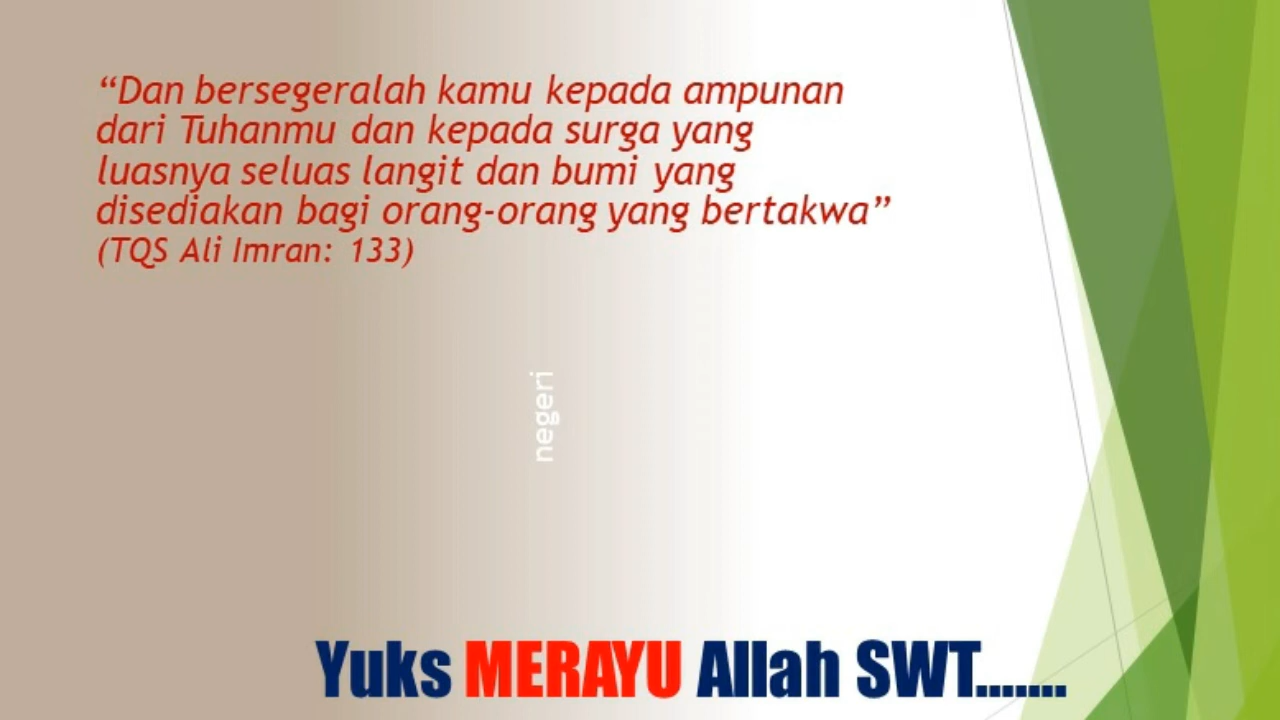 “Dan bersegeralah kamu kepada ampunan
dari Tuhanmu dan kepada surga yang
luasnya seluas langit dan bumi yang
disediakan bagi orang-orang yang bertakwa”
(TQS Ali Imran: 133)
negeri
Yuks MERAYU Allah SWT.......